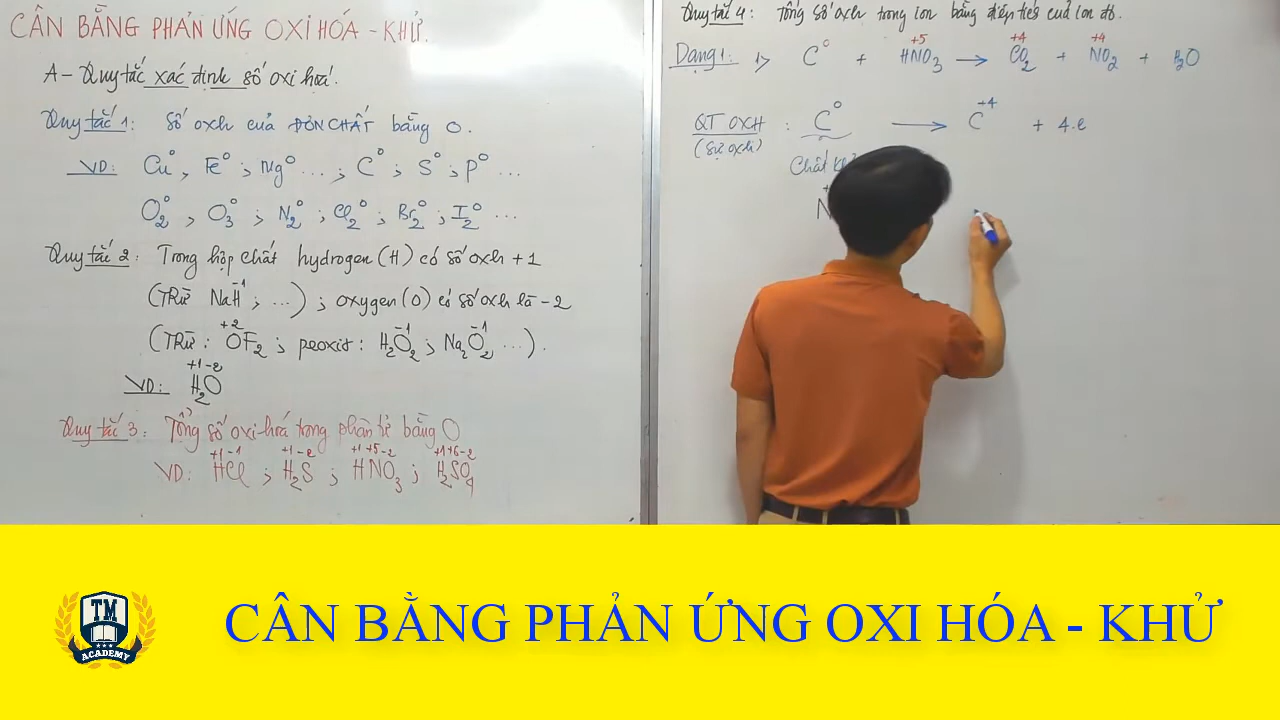 CÂN BẰNG PHẢN ỨNG OXI HÓA - KHỬ.
A - Quy tắc xác định số oxi hoá.
Quy tắc 1: Số oxh của ĐƠN CHẤT bằng 0.
VD: Cu⁰, Fe⁰; Mg⁰ ...; C⁰; S⁰; P⁰ ...
O₂⁰, O₃⁰; N₂⁰; Cl₂⁰; Br₂⁰; I₂⁰ ...
Quy tắc 2: Trong hợp chất hydrogen (H) có số oxh +1
(TRỪ NaH⁻¹; ...); oxygen (O) có số oxh là -2
(TRỪ: O⁺²F₂; peoxit: H₂O₂⁻¹; Na₂O₂⁻¹ ...).
VD: H₂⁺¹O⁻²
Quy tắc 3: Tổng số oxi hoá trong phân tử bằng 0
VD: H⁺¹Cl⁻¹; H₂⁺¹S⁻²; H⁺¹N⁺⁵O₃⁻²; H₂⁺¹S⁺⁶O₄⁻²
Quy tắc 4: Tổng số oxh trong ion bằng điện tích của ion đó.
Dạng 1: 1> C⁰ + HN⁺⁵O₃ → C⁺⁴O₂ + N⁺⁴O₂ + H₂O
QT OXH: C⁰ → C⁺⁴ + 4.e
(Sự oxh)
Chất
N
TM
ACADEMY
CÂN BẰNG PHẢN ỨNG OXI HÓA - KHỬ